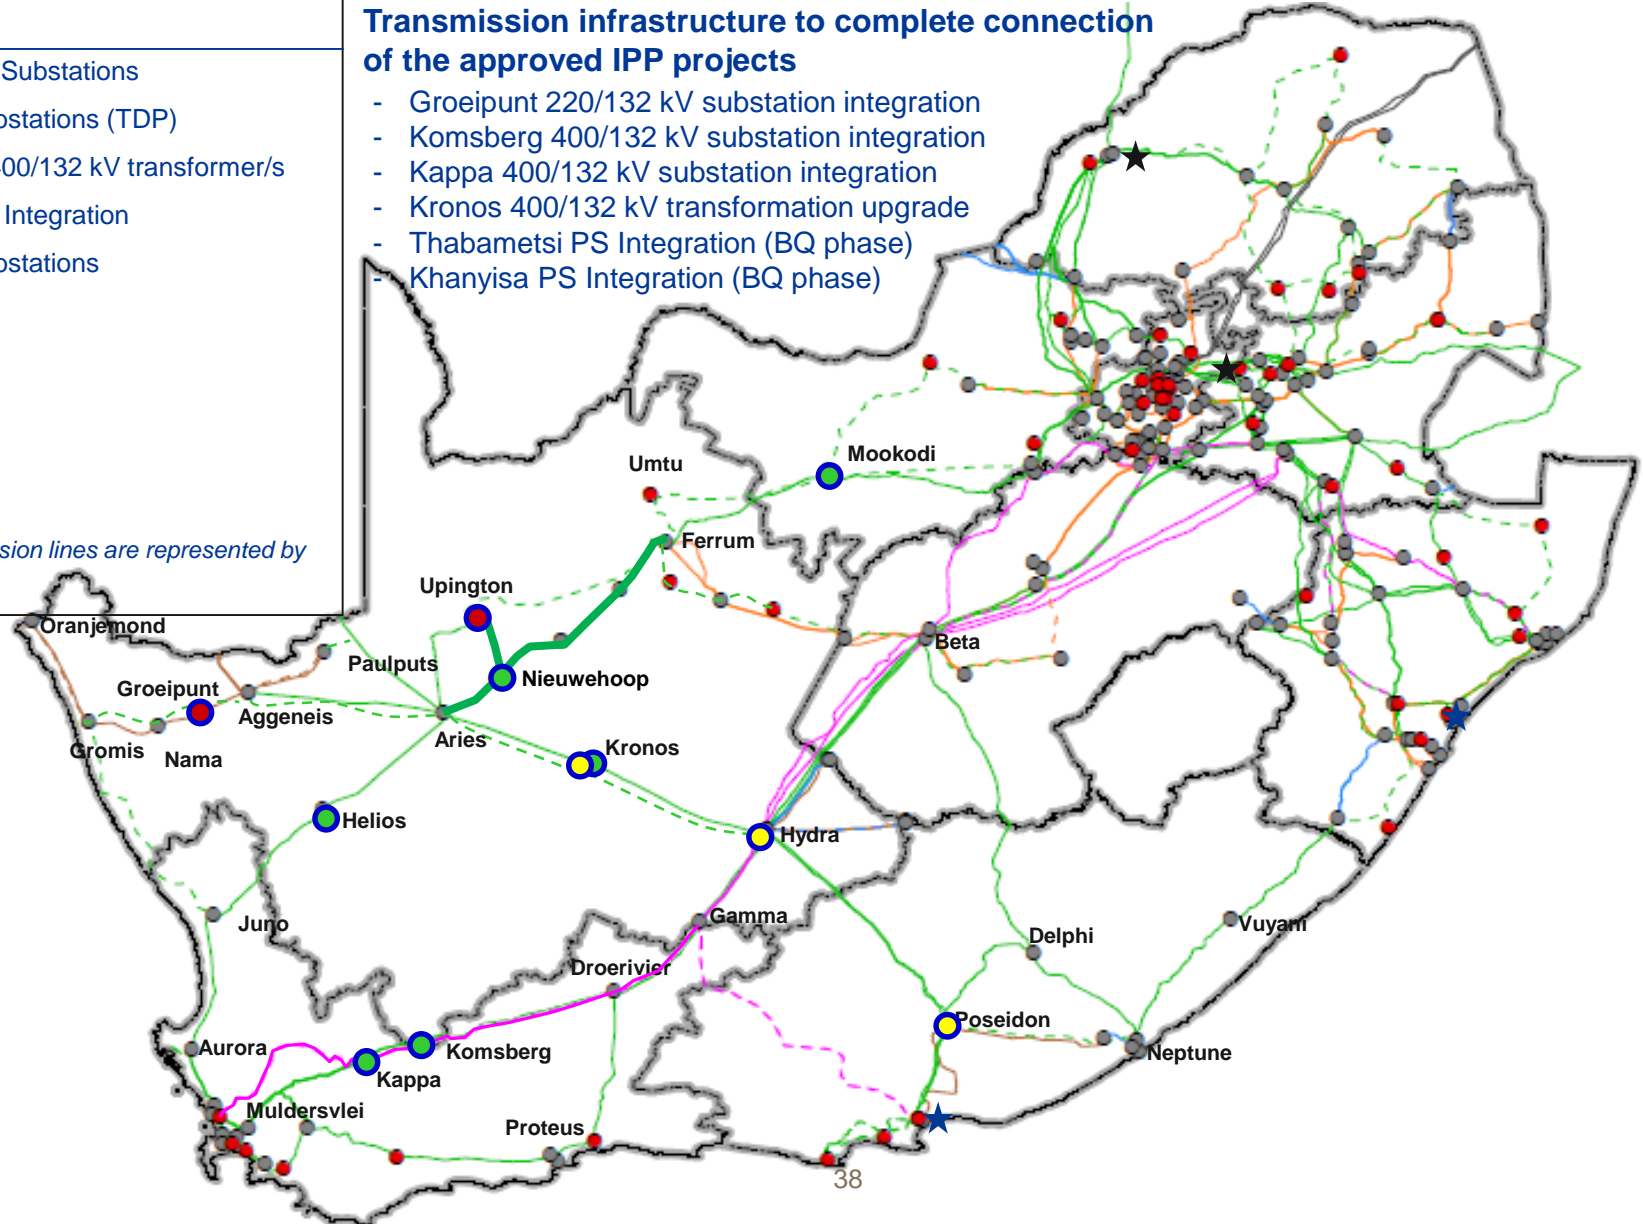 Transmission infrastructure to complete connection
of the approved IPP projects
- Groeipunt 220/132 kV substation integration
- Komsberg 400/132 kV substation integration
- Kappa 400/132 kV substation integration
- Kronos 400/132 kV transformation upgrade
- Thabametsi PS Integration (BQ phase)
- Khanyisa PS Integration (BQ phase)
Substations
ostations (TDP)
00/132 kV transformer/s
Integration
ostations
sion lines are represented by
Mookodi
Umtu
Ferrum
Upington
Oranjemond
Beta
Paulputs
Nieuwehoop
Groeipunt
Aggeneis
Aries
Kronos
Gromis
Nama
Helios
Hydra
Juno
Gamma
Vuyani
Delphi
Droerivier
Poseidon
Aurora
Komsberg
Neptune
Kappa
Muldersvlei
Proteus
38